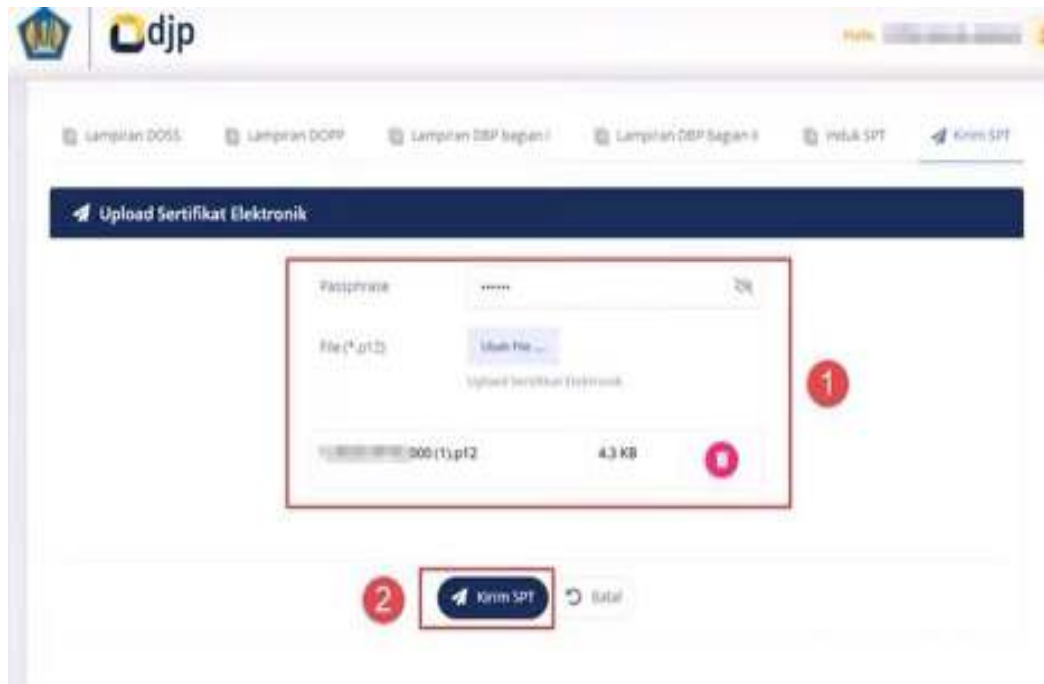 djp
Hallo,
Lampiran DOSS Lampiran DOPP Lampiran DBP bagian I Lampiran DBP bagian II Induk SPT Kirim SPT
Upload Sertifikat Elektronik
Passphrase ••••••
File (*.p12) Ubah File ...
Upload Sertifikat Elektronik
000 (1).p12 4.3 KB
1
2 Kirim SPT Batal